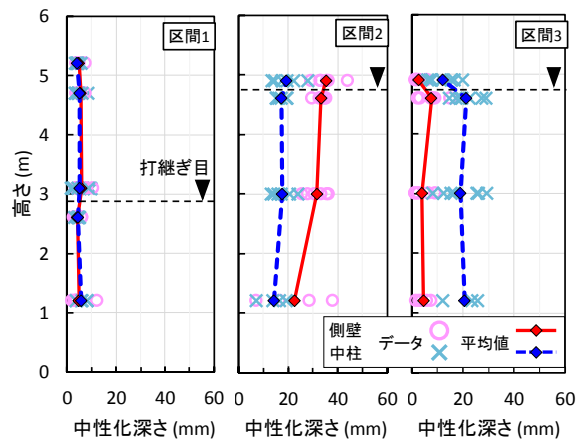 区間1
区間2
区間3
6
5
4
3
2
1
0
高さ (m)
打継ぎ目
側壁
中柱
データ
平均値
0 20 40 60
0 20 40 60
0 20 40 60
中性化深さ (mm)
中性化深さ (mm)
中性化深さ (mm)